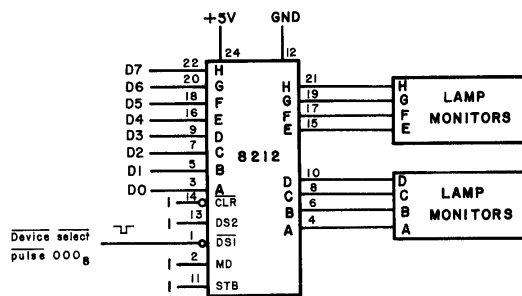 +5V GND
24 12
D7 22 H H 21 H
D6 20 G G 19 G LAMP
D5 18 F F 17 F MONITORS
D4 16 E E 15 E
D3 9 D
D2 7 C 8212
D1 5 B D 10 D
D0 3 A C 8 C LAMP
1 14 CLR B 6 B MONITORS
1 13 DS2 A 4 A
Device select 1 DS1
pulse 000₈
1 2 MD
1 11 STB